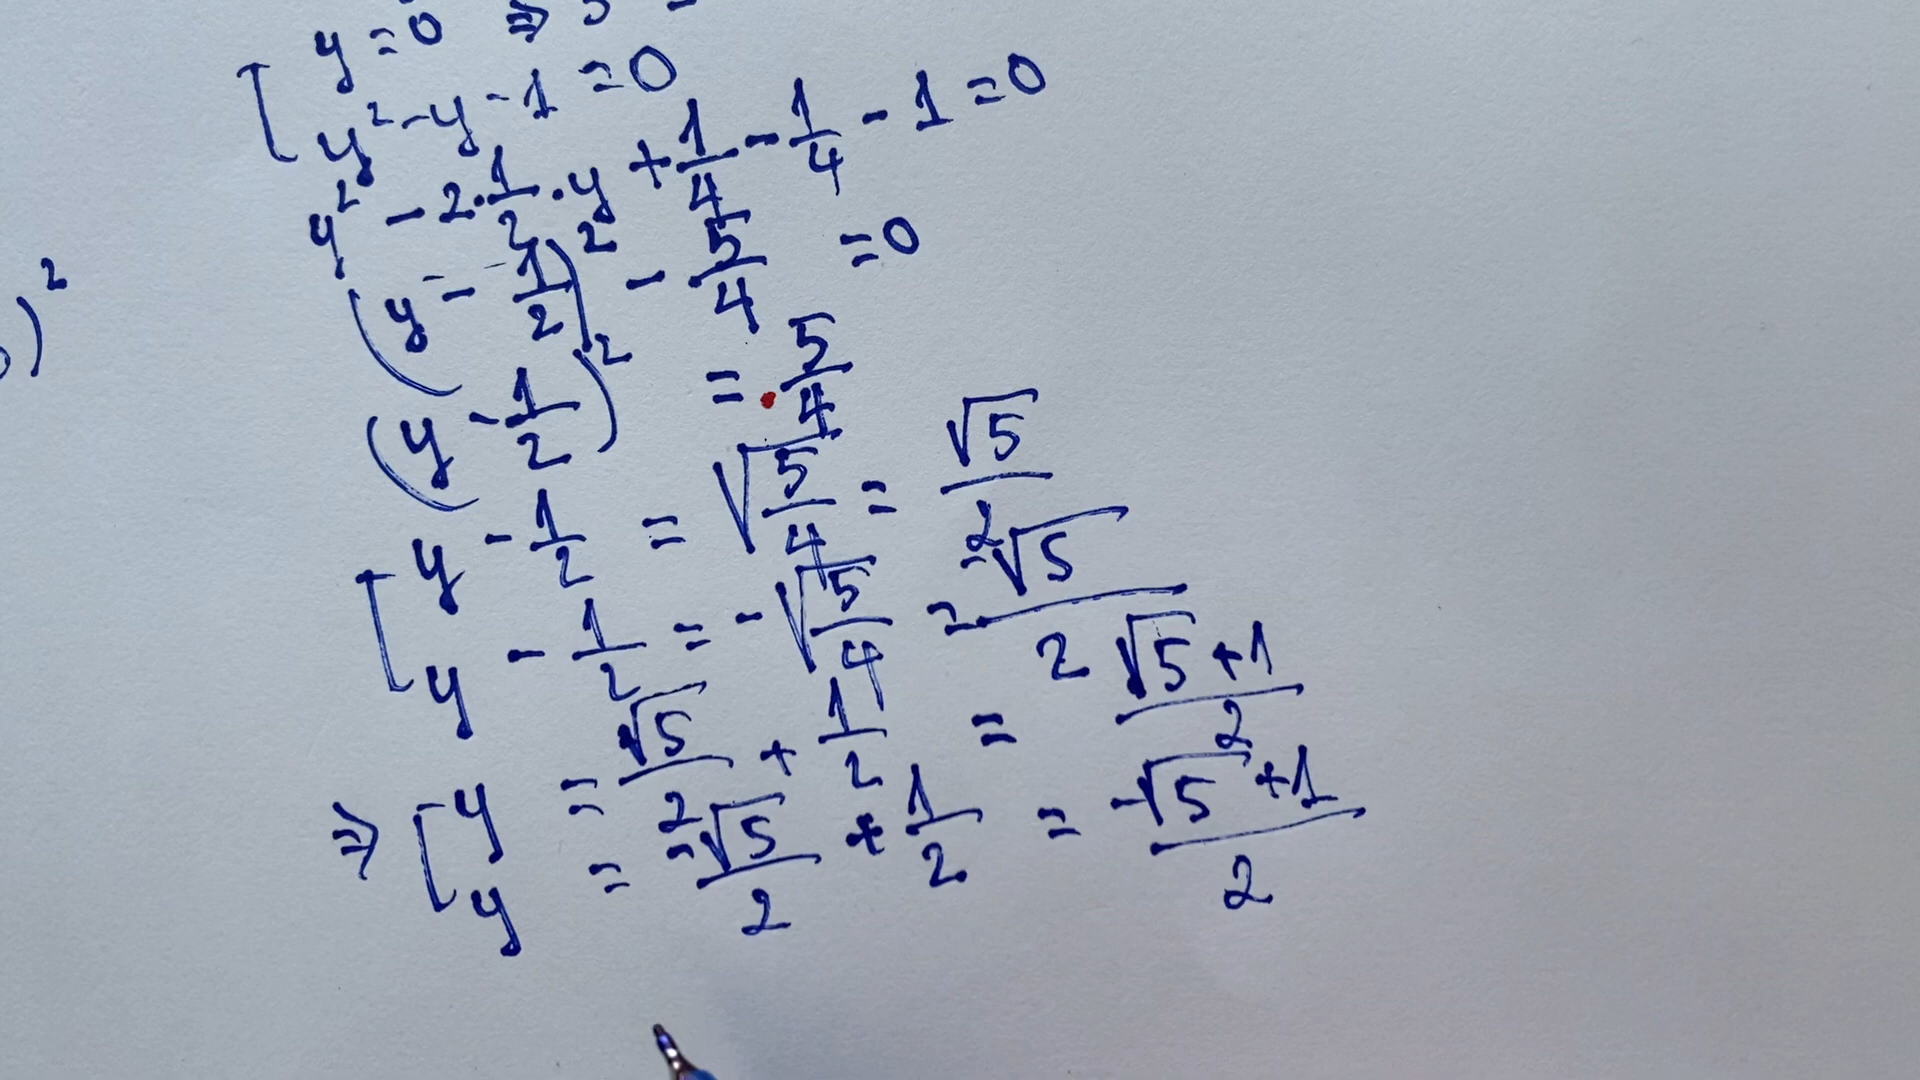 y = 0 ⇒
y² - y - 1 = 0
y² - 2·1/2·y + 1/4 - 1/4 - 1 = 0
(y - 1/2)² - 5/4 = 0
)²
(y - 1/2)² = 5/4
y - 1/2 = √(5/4) = √5/2
y - 1/2 = -√(5/4) = -√5/2
⇒ [ y = √5/2 + 1/2 = (√5+1)/2
y = -√5/2 + 1/2 = (-√5+1)/2